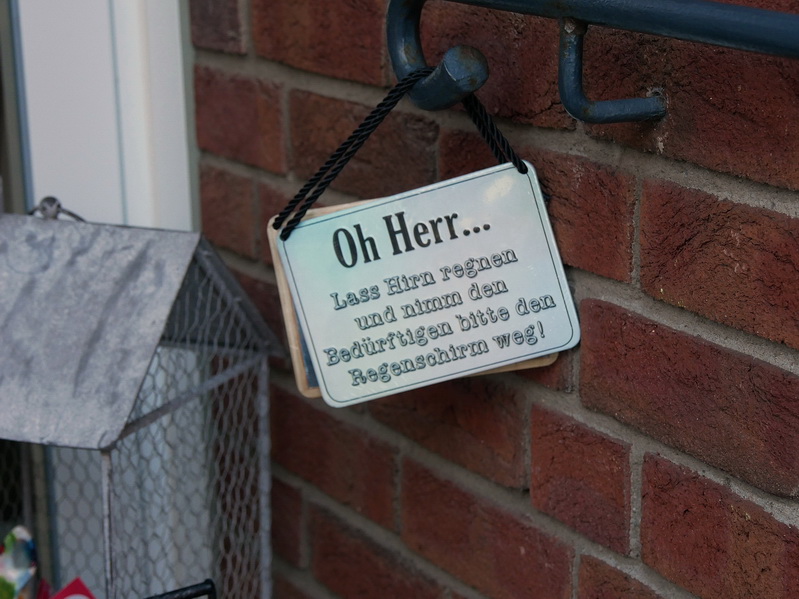 Oh Herr...
Lass Hirn regnen
und nimm den
Bedürftigen bitte den
Regenschirm weg!